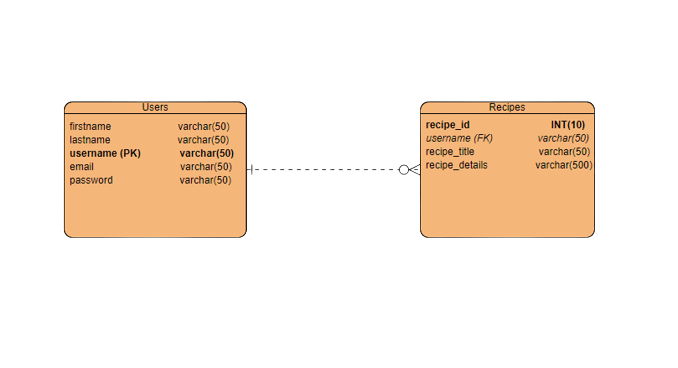 Users
firstname varchar(50)
lastname varchar(50)
username (PK) varchar(50)
email varchar(50)
password varchar(50)
Recipes
recipe_id INT(10)
username (FK) varchar(50)
recipe_title varchar(50)
recipe_details varchar(500)